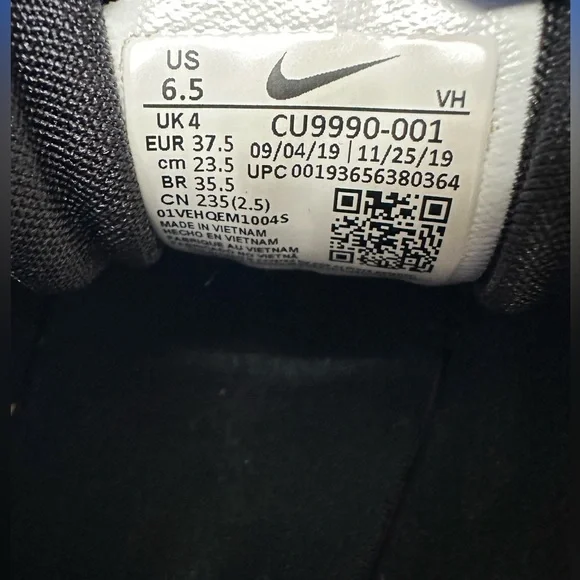 US
6.5
VH
UK 4
EUR 37.5
cm 23.5
BR 35.5
CN 235(2.5)
CU9990-001
09/04/19 | 11/25/19
UPC 00193656380364
01VEHQEM1004S
MADE IN VIETNAM
HECHO EN VIETNAM
FABRIQUE AU VIETNAM
NO VIETNÃ